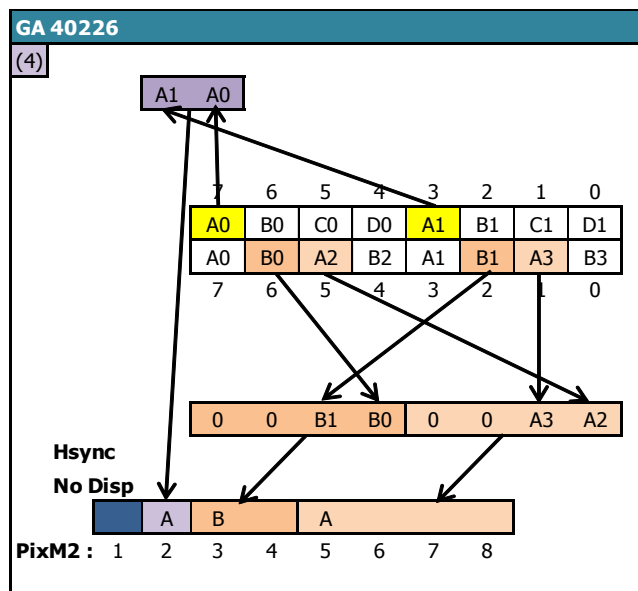 GA 40226
(4)
A1 A0
7 6 5 4 3 2 1 0
A0 B0 C0 D0 A1 B1 C1 D1
A0 B0 A2 B2 A1 B1 A3 B3
7 6 5 4 3 2 1 0
0 0 B1 B0 0 0 A3 A2
Hsync
No Disp
A B A
PixM2 : 1 2 3 4 5 6 7 8